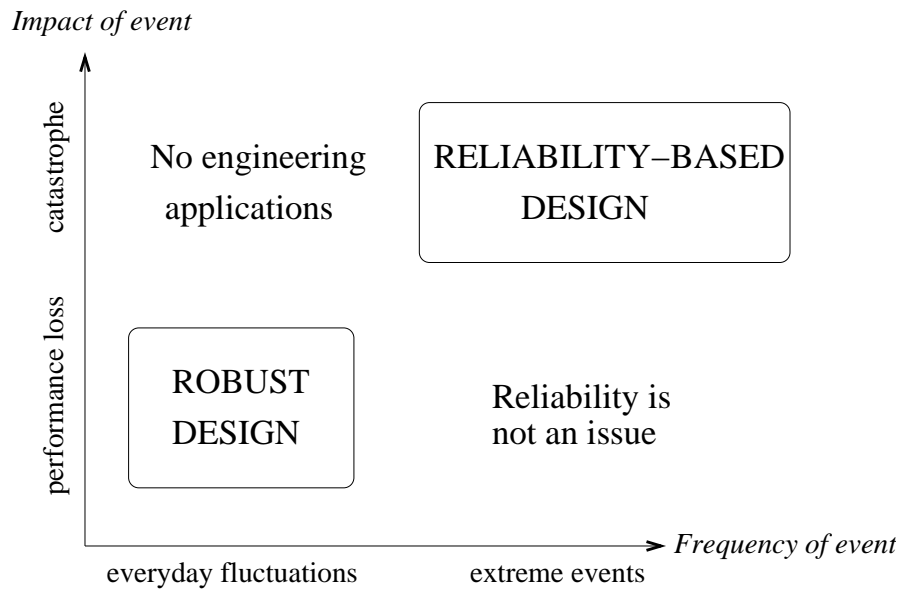 Impact of event
catastrophe
No engineering
applications
RELIABILITY–BASED
DESIGN
performance loss
ROBUST
DESIGN
Reliability is
not an issue
Frequency of event
everyday fluctuations
extreme events